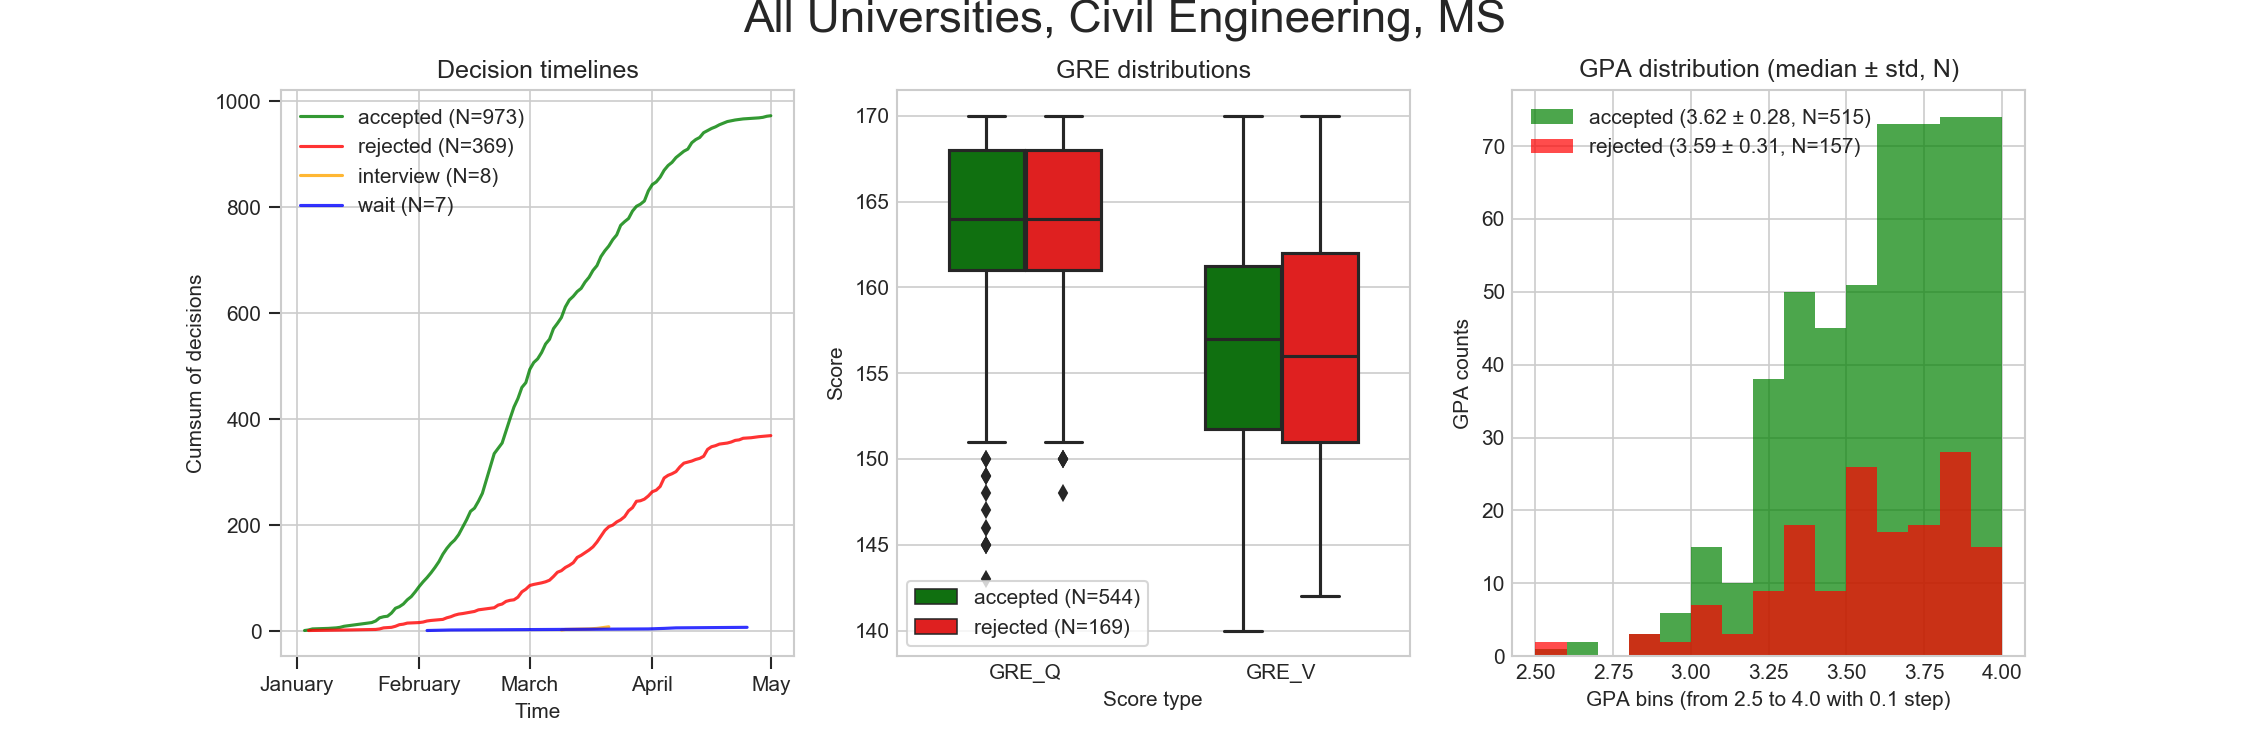 All Universities, Civil Engineering, MS
Decision timelines
1000
800
600
400
200
0
accepted (N=973)
rejected (N=369)
interview (N=8)
wait (N=7)
Cumsum of decisions
January
February
March
April
May
Time
GRE distributions
170
165
160
155
150
145
140
Score
accepted (N=544)
rejected (N=169)
GRE_Q
GRE_V
Score type
GPA distribution (median ± std, N)
accepted (3.62 ± 0.28, N=515)
rejected (3.59 ± 0.31, N=157)
70
60
50
40
30
20
10
0
GPA counts
2.50
2.75
3.00
3.25
3.50
3.75
4.00
GPA bins (from 2.5 to 4.0 with 0.1 step)